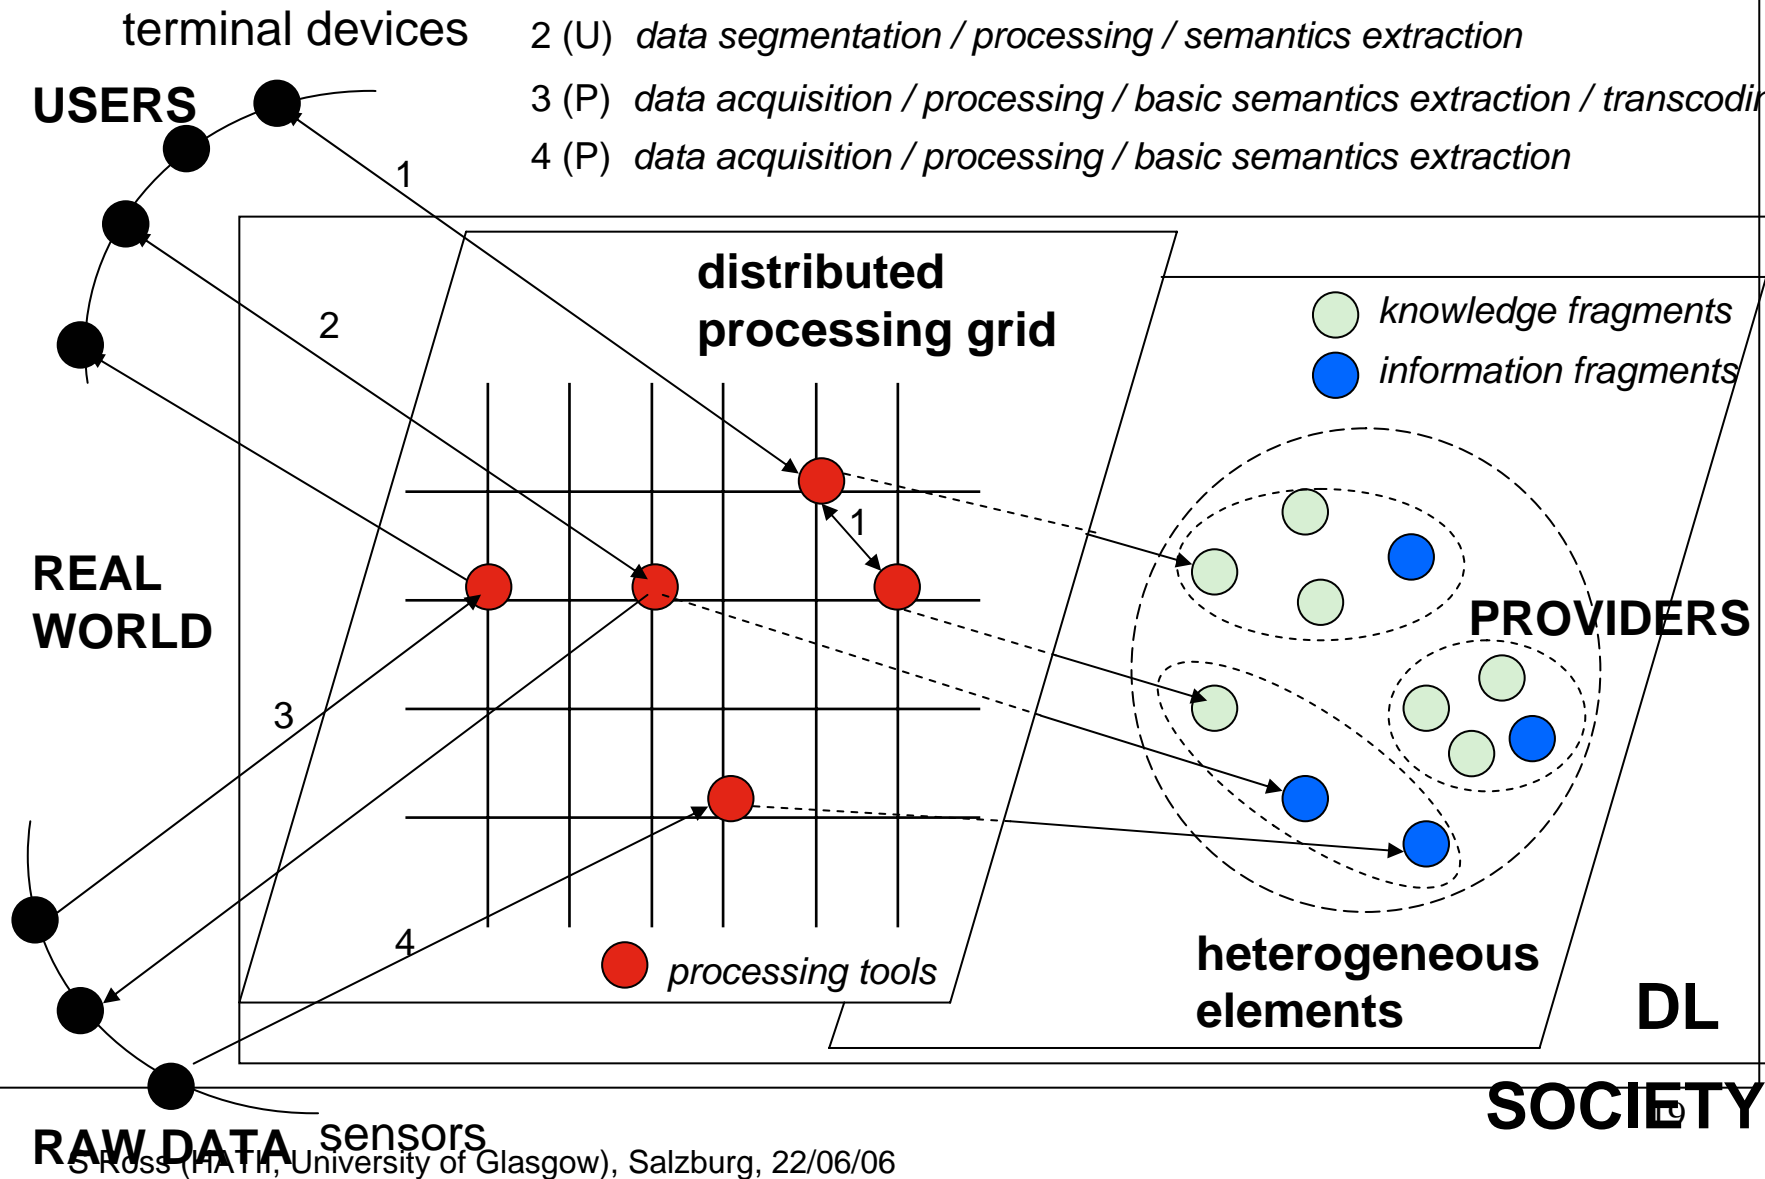 terminal devices
2 (U) data segmentation / processing / semantics extraction
USERS
3 (P) data acquisition / processing / basic semantics extraction / transcodin
4 (P) data acquisition / processing / basic semantics extraction
1
distributed
processing grid
2
knowledge fragments
information fragments
1
REAL
WORLD
PROVIDERS
3
4
processing tools
heterogeneous
elements
DL
SOCIETY
19
RAW DATA
sensors
S Ross (HATII, University of Glasgow), Salzburg, 22/06/06